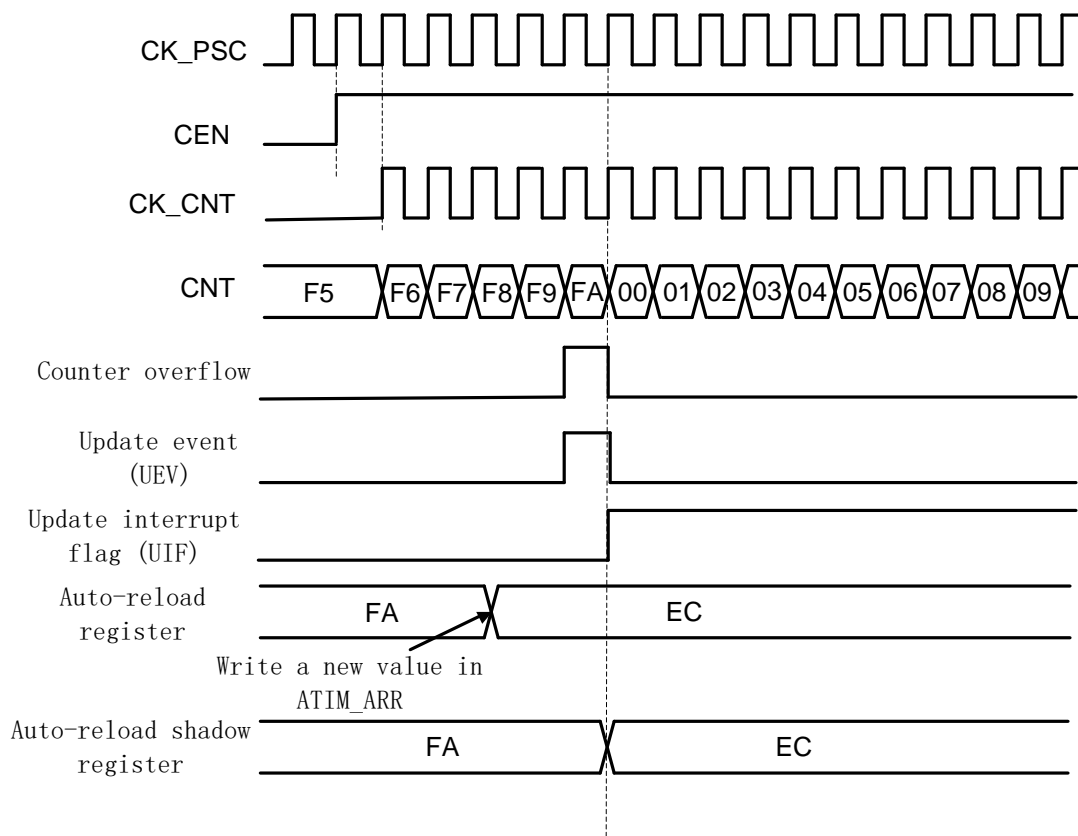 CK_PSC
CEN
CK_CNT
CNT
F5 F6 F7 F8 F9 FA 00 01 02 03 04 05 06 07 08 09
Counter overflow
Update event
(UEV)
Update interrupt
flag (UIF)
Auto-reload
register
FA
EC
Write a new value in
ATIM_ARR
Auto-reload shadow
register
FA
EC